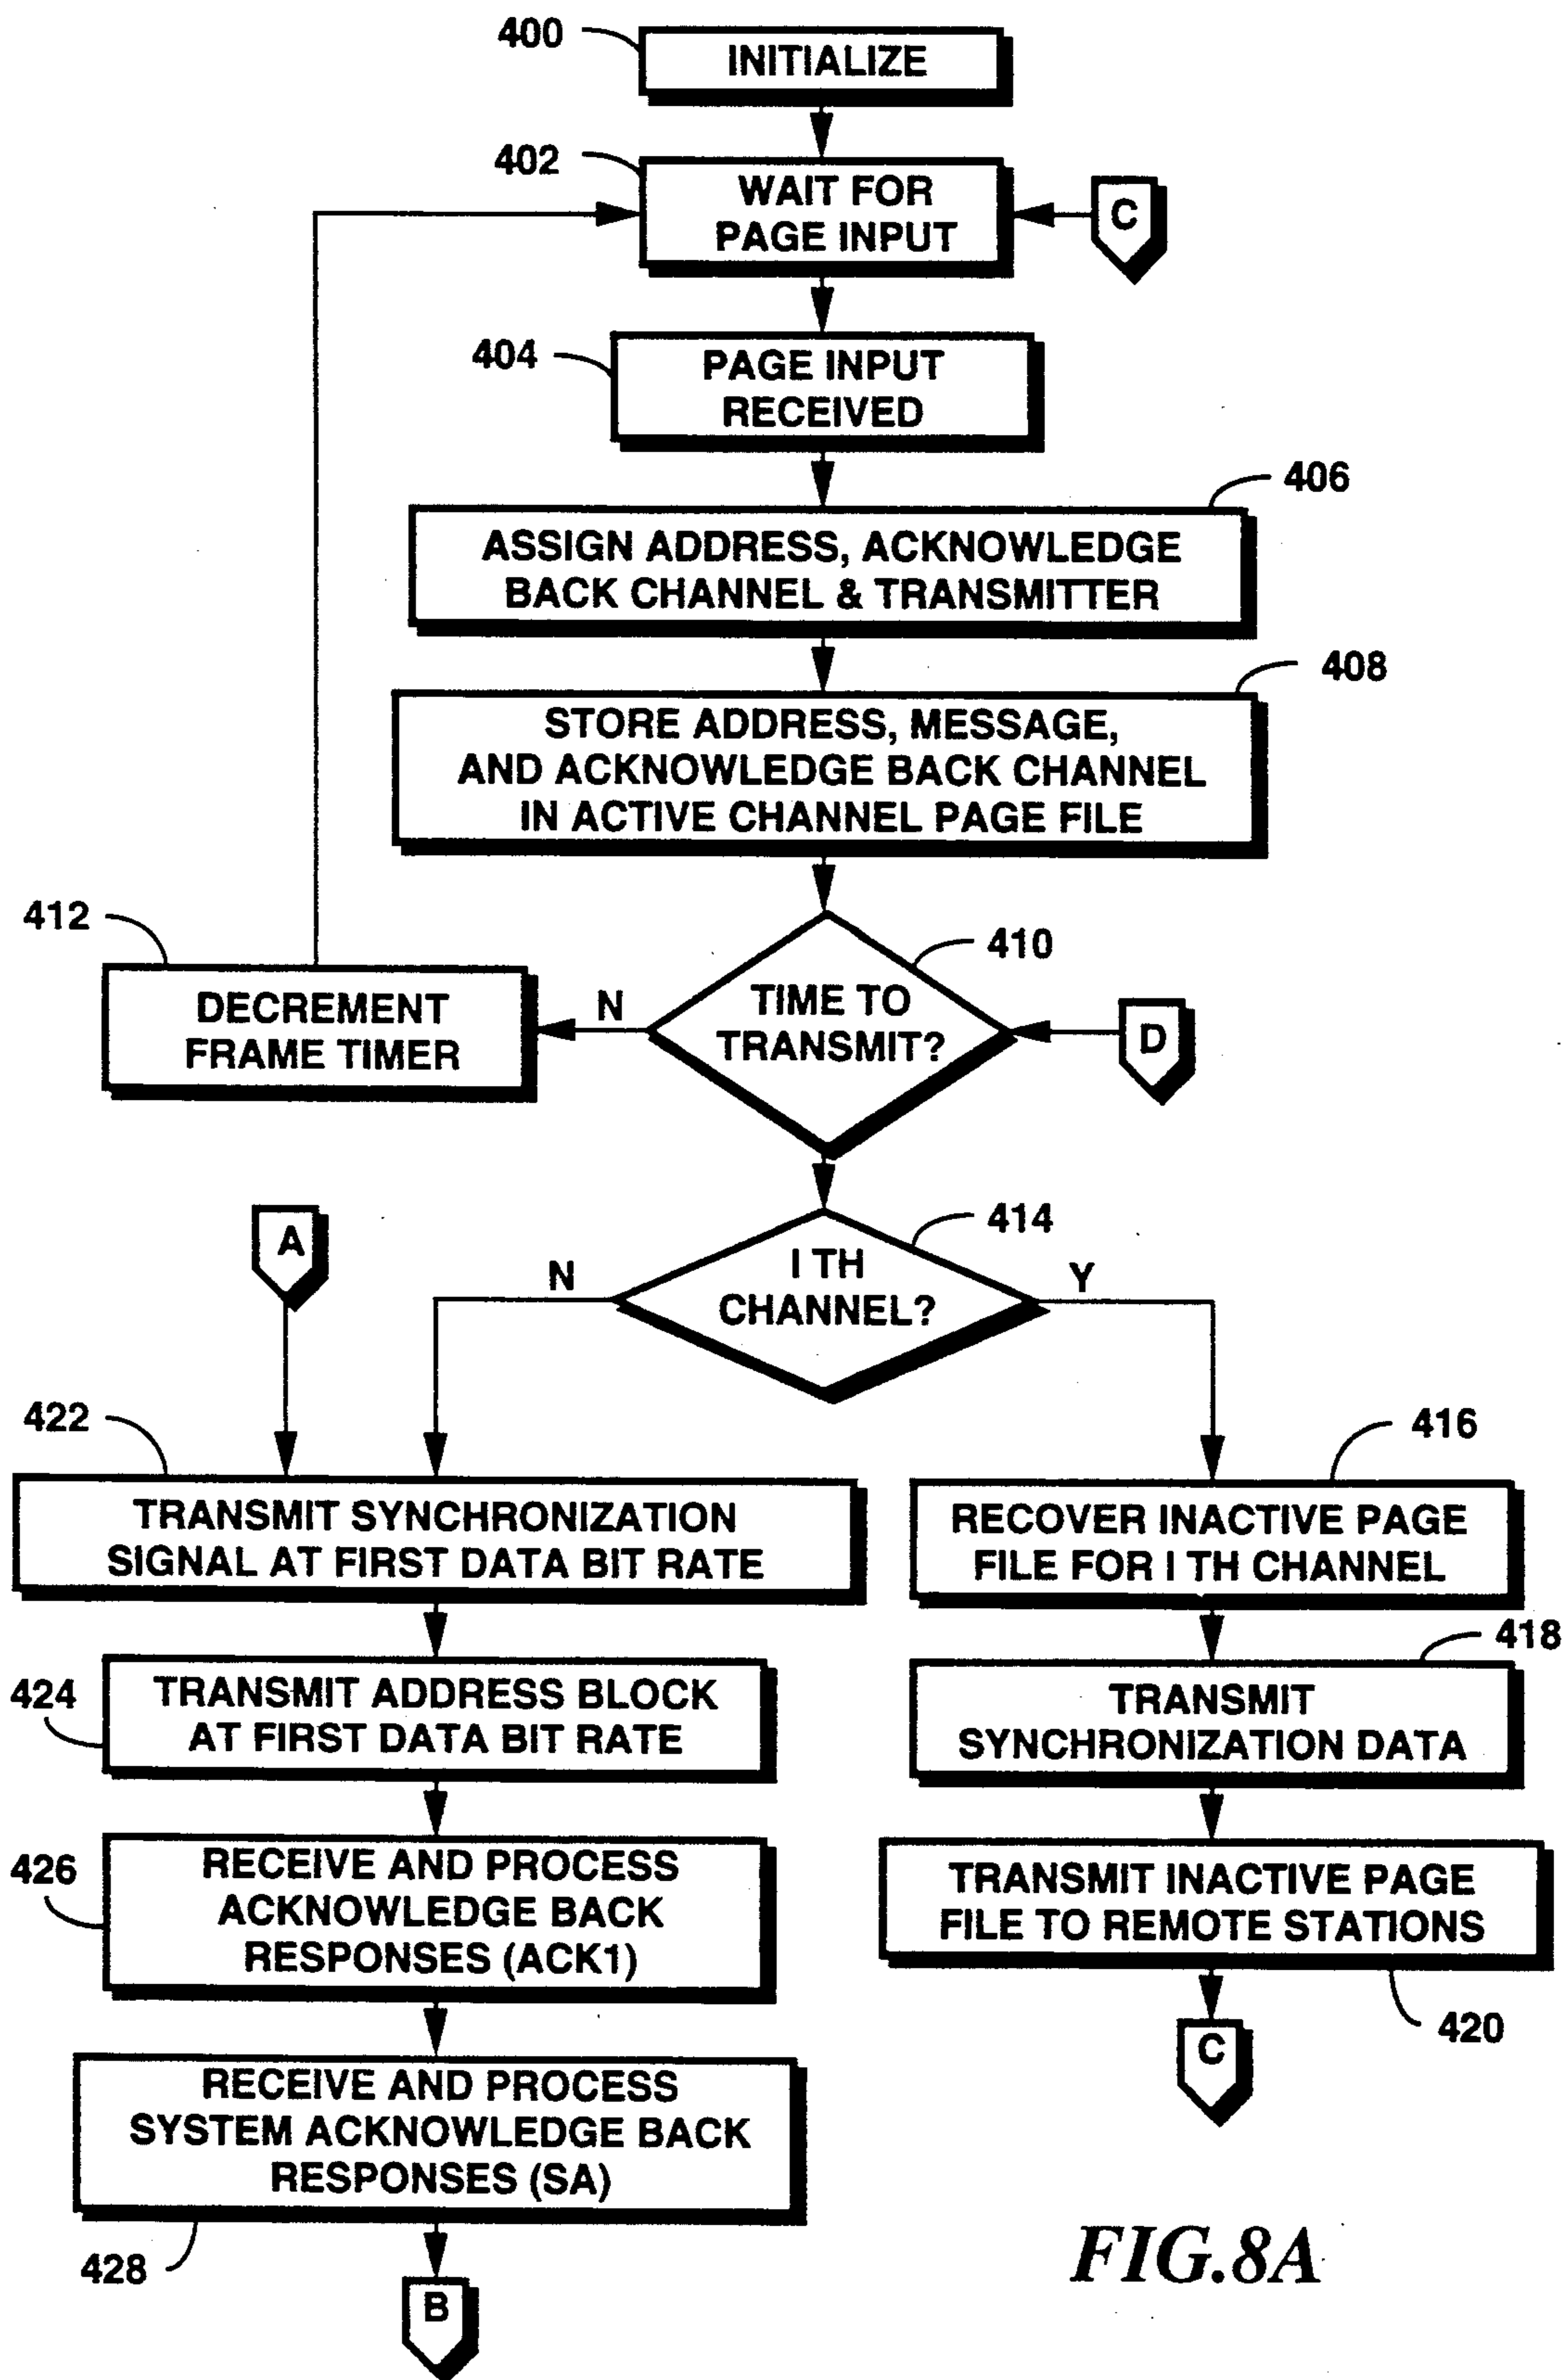 400
INITIALIZE
402
WAIT FOR
PAGE INPUT
C
404
PAGE INPUT
RECEIVED
406
ASSIGN ADDRESS, ACKNOWLEDGE
BACK CHANNEL & TRANSMITTER
408
STORE ADDRESS, MESSAGE,
AND ACKNOWLEDGE BACK CHANNEL
IN ACTIVE CHANNEL PAGE FILE
412
DECREMENT
FRAME TIMER
N
410
TIME TO
TRANSMIT?
D
A
414
N
I TH
CHANNEL?
Y
422
TRANSMIT SYNCHRONIZATION
SIGNAL AT FIRST DATA BIT RATE
416
RECOVER INACTIVE PAGE
FILE FOR I TH CHANNEL
424
TRANSMIT ADDRESS BLOCK
AT FIRST DATA BIT RATE
418
TRANSMIT
SYNCHRONIZATION DATA
426
RECEIVE AND PROCESS
ACKNOWLEDGE BACK
RESPONSES (ACK1)
TRANSMIT INACTIVE PAGE
FILE TO REMOTE STATIONS
420
C
RECEIVE AND PROCESS
SYSTEM ACKNOWLEDGE BACK
RESPONSES (SA)
428
B
FIG.8A